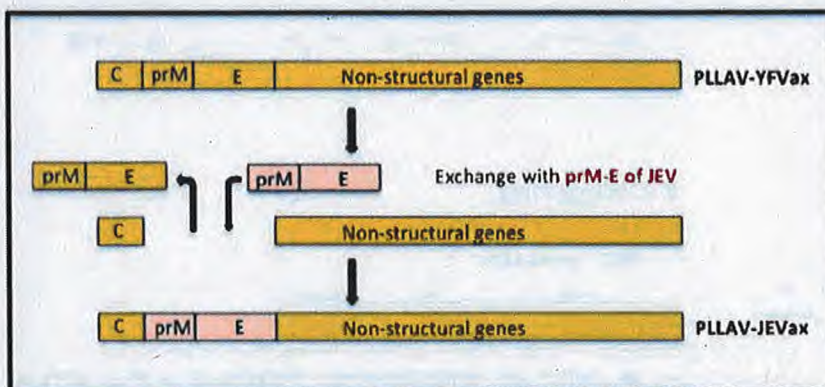 C prM E Non-structural genes PLLAV-YFVax
prM E prM E Exchange with prM-E of JEV
C Non-structural genes
C prM E Non-structural genes PLLAV-JEVax